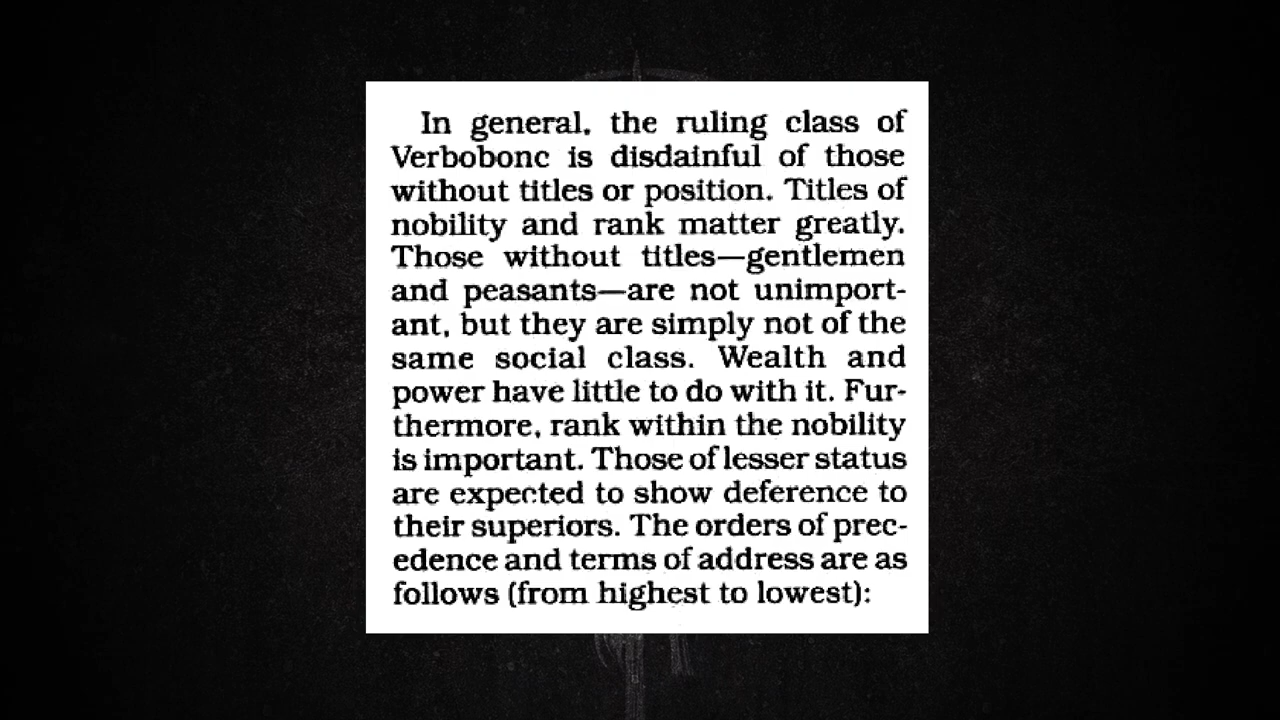 In general, the ruling class of
Verbobonc is disdainful of those
without titles or position. Titles of
nobility and rank matter greatly.
Those without titles—gentlemen
and peasants—are not unimport-
ant, but they are simply not of the
same social class. Wealth and
power have little to do with it. Fur-
thermore, rank within the nobility
is important. Those of lesser status
are expected to show deference to
their superiors. The orders of prec-
edence and terms of address are as
follows (from highest to lowest):